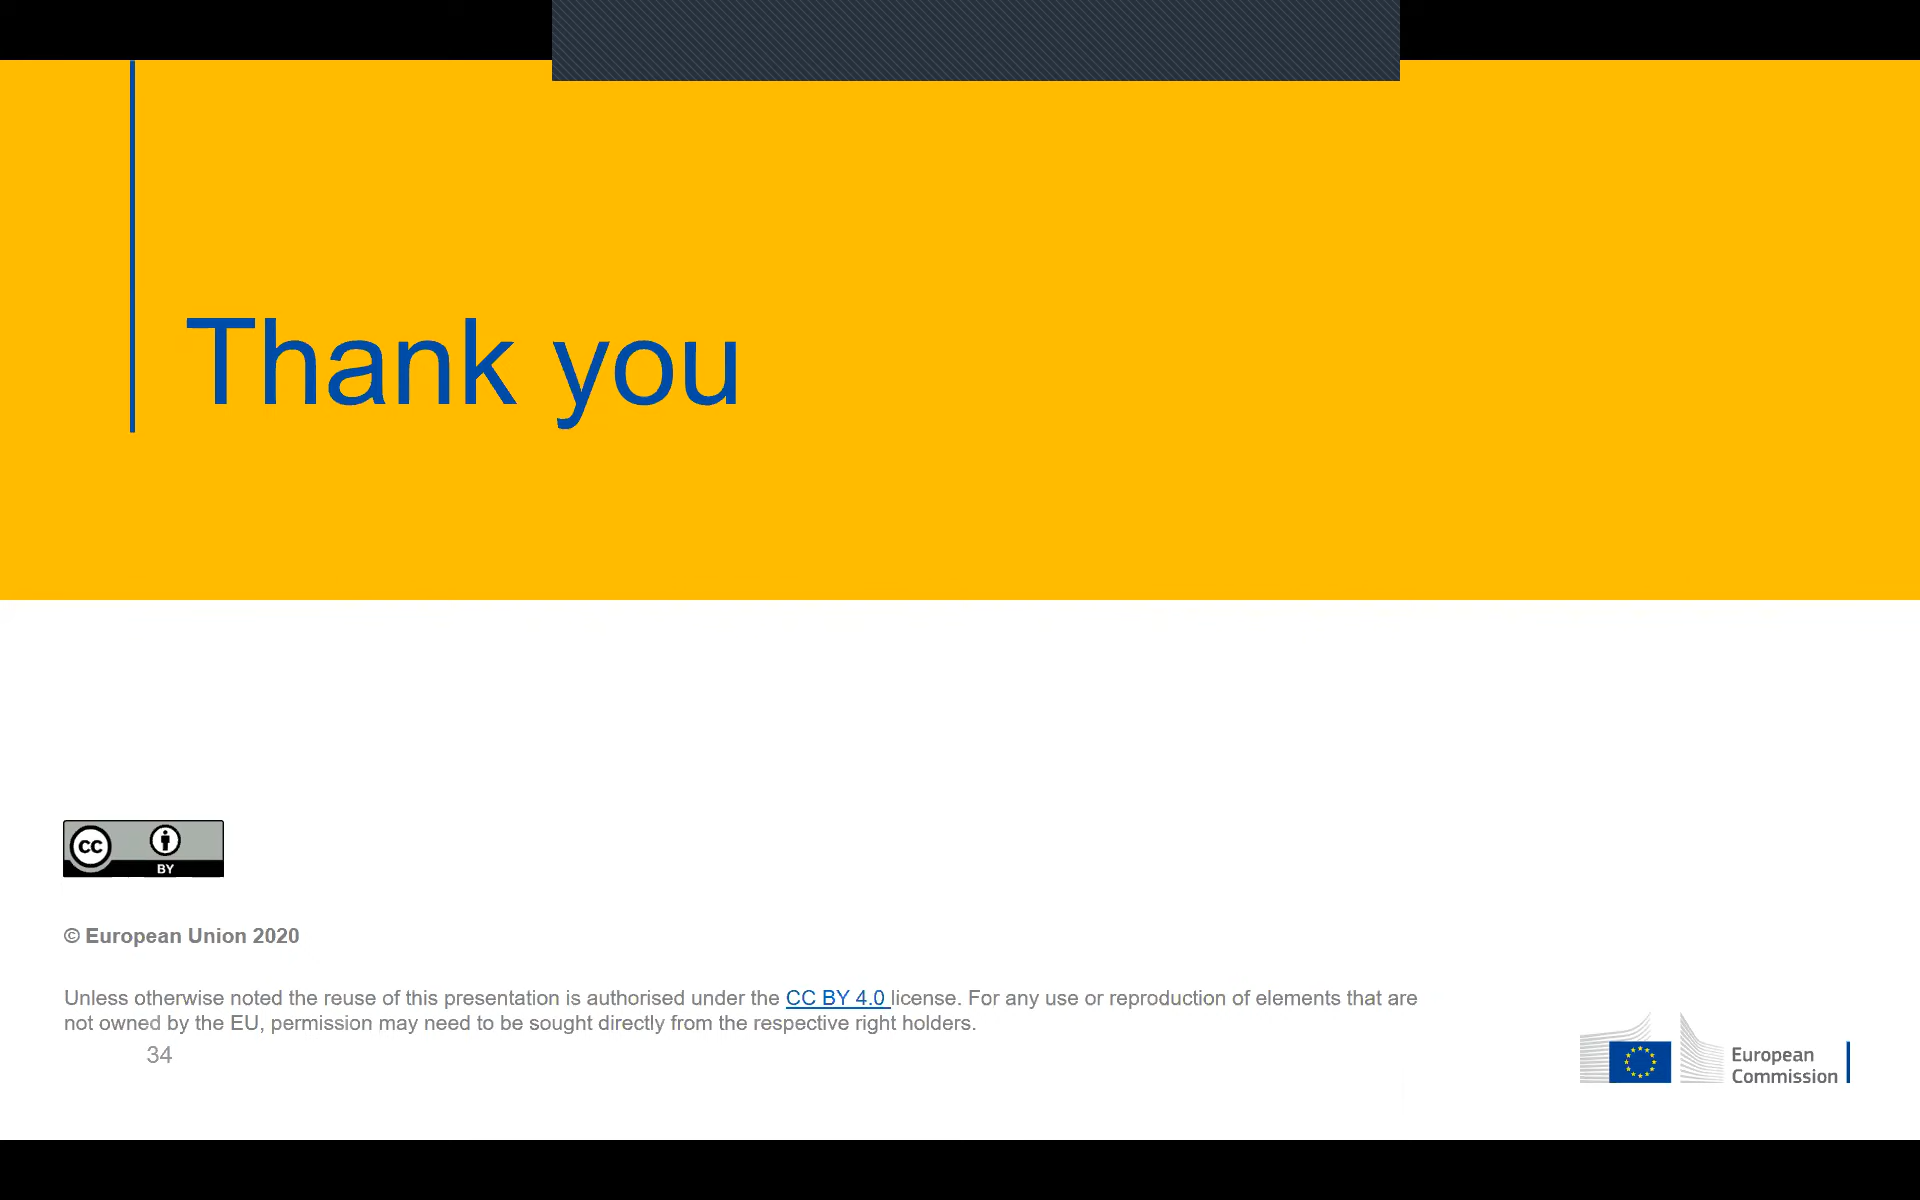 Thank you
CC
BY
© European Union 2020
Unless otherwise noted the reuse of this presentation is authorised under the CC BY 4.0 license. For any use or reproduction of elements that are
not owned by the EU, permission may need to be sought directly from the respective right holders.
34
European
Commission